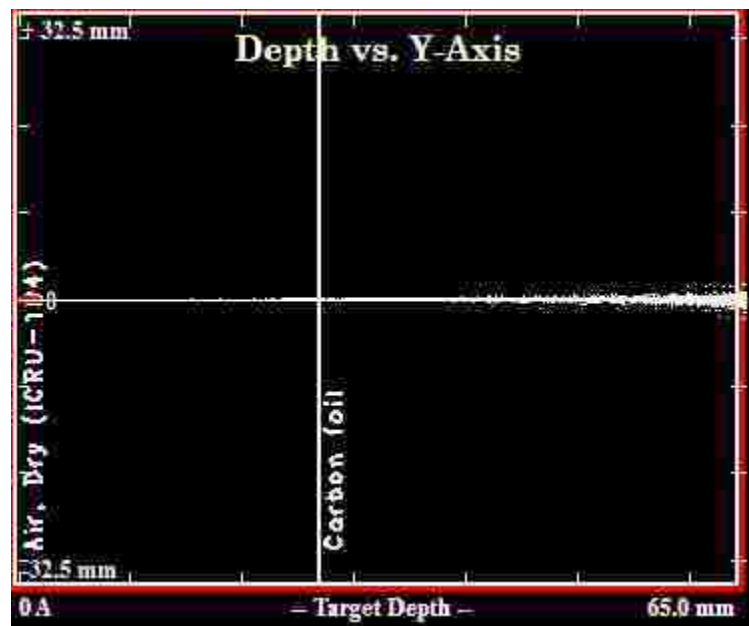 + 32.5 mm
Depth vs. Y-Axis
0
Air, Dry (ICRU-104)
Carbon foil
-32.5 mm
0 A
-- Target Depth --
65.0 mm